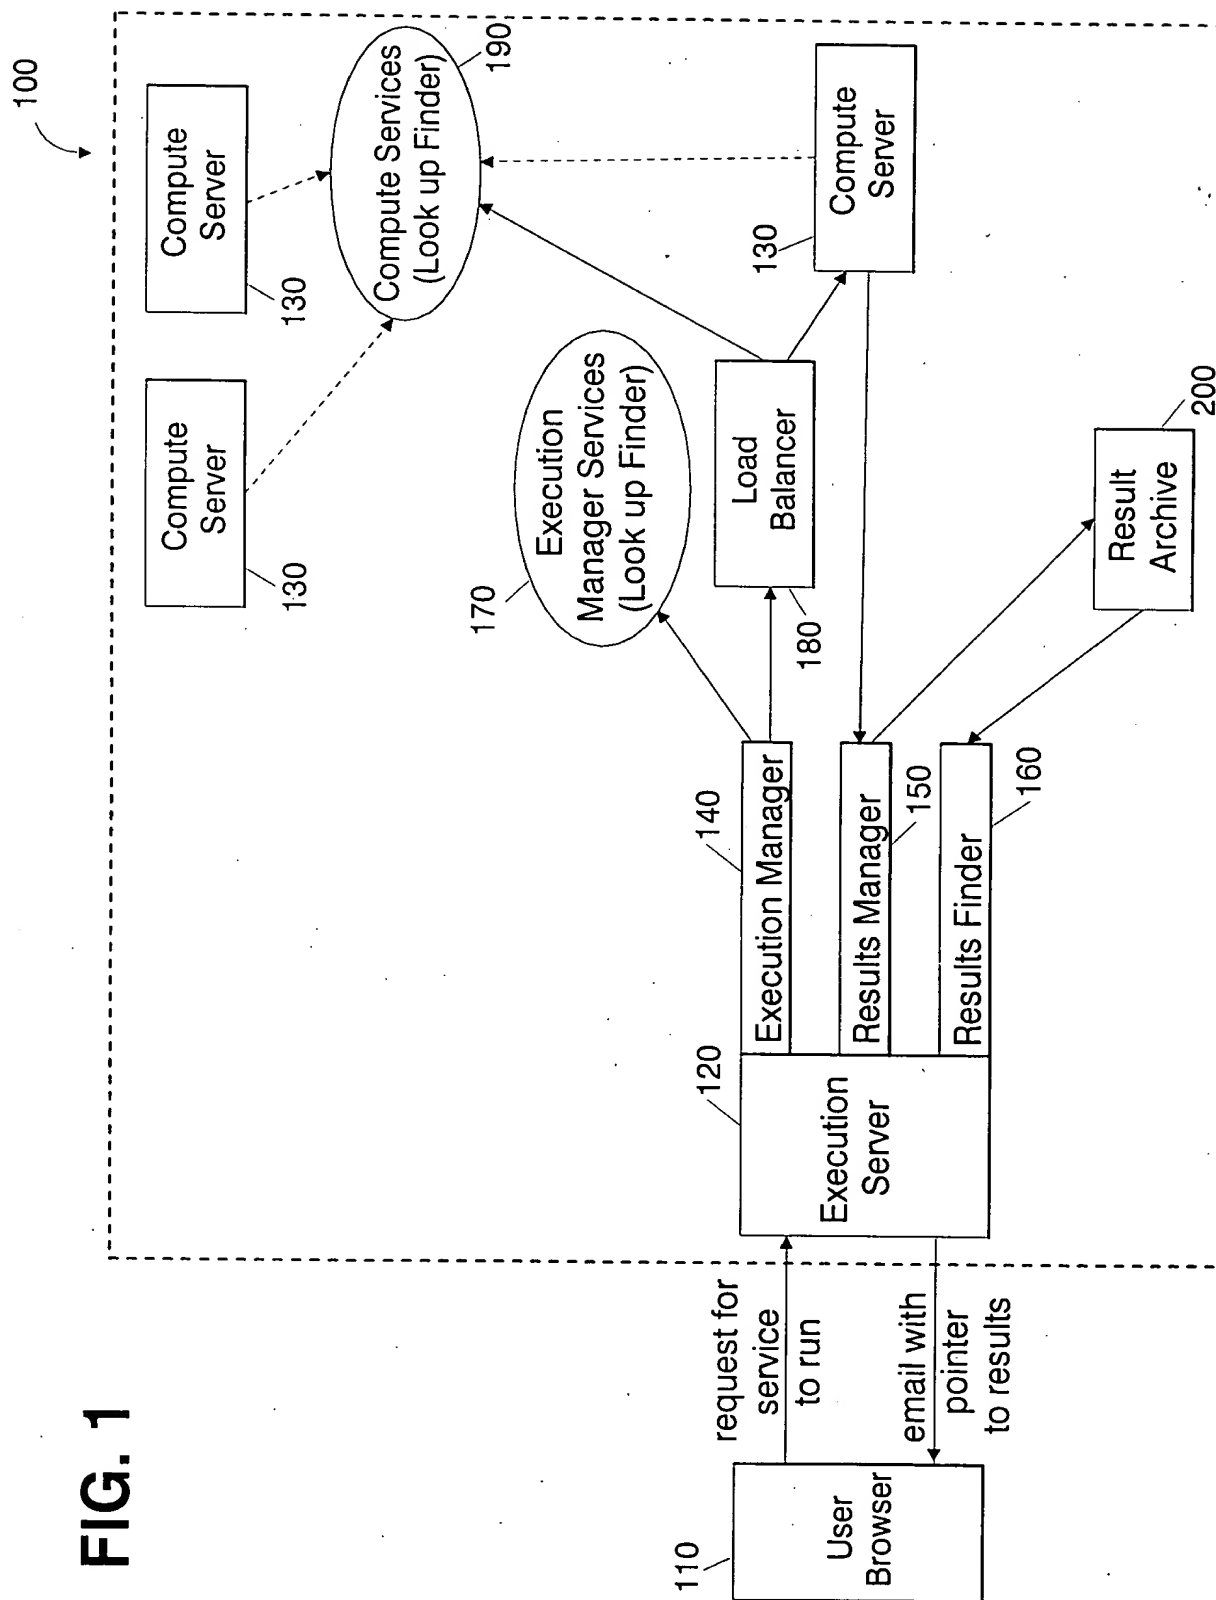 FIG. 1
100
110
User
Browser
request for
service
to run
email with
pointer
to results
120
Execution
Server
140
Execution Manager
Results Manager
150
Results Finder
160
170
Execution
Manager Services
(Look up Finder)
Load
Balancer
180
Compute
Server
130
Compute
Server
130
Compute Services
(Look up Finder)
190
130
Compute
Server
Result
Archive
200